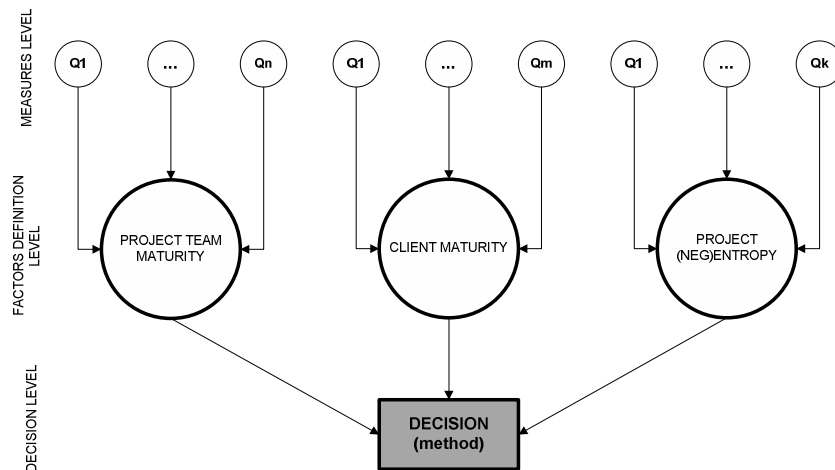 MEASURES LEVEL
Q1
...
Qn
Q1
...
Qm
Q1
...
Qk
FACTORS DEFINITION
LEVEL
PROJECT TEAM
MATURITY
CLIENT MATURITY
PROJECT
(NEG)ENTROPY
DECISION LEVEL
DECISION
(method)